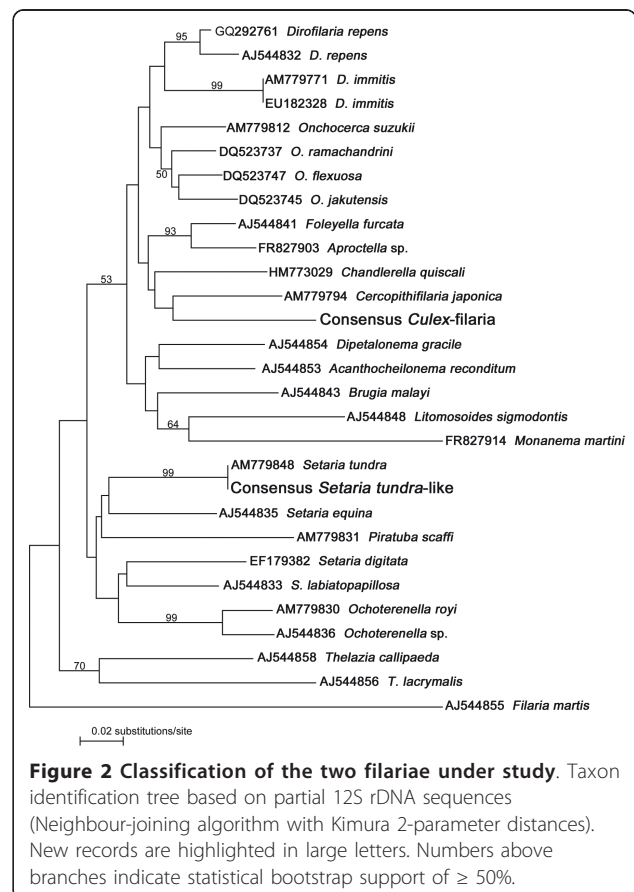 95
GQ292761 Dirofilaria repens
AJ544832 D. repens
99
AM779771 D. immitis
EU182328 D. immitis
AM779812 Onchocerca suzukii
DQ523737 O. ramachandrini
50
DQ523747 O. flexuosa
DQ523745 O. jakutensis
93
AJ544841 Foleyella furcata
FR827903 Aproctella sp.
HM773029 Chandlerella quiscali
53
AM779794 Cercopithifilaria japonica
Consensus Culex-filaria
AJ544854 Dipetalonema gracile
AJ544853 Acanthocheilonema reconditum
AJ544843 Brugia malayi
64
AJ544848 Litomosoides sigmodontis
FR827914 Monanema martini
99
AM779848 Setaria tundra
Consensus Setaria tundra-like
AJ544835 Setaria equina
AM779831 Piratuba scaffi
EF179382 Setaria digitata
AJ544833 S. labiatopapillosa
99
AM779830 Ochoterenella royi
AJ544836 Ochoterenella sp.
70
AJ544858 Thelazia callipaeda
AJ544856 T. lacrymalis
AJ544855 Filaria martis
0.02 substitutions/site
Figure 2 Classification of the two filariae under study. Taxon
identification tree based on partial 12S rDNA sequences
(Neighbour-joining algorithm with Kimura 2-parameter distances).
New records are highlighted in large letters. Numbers above
branches indicate statistical bootstrap support of ≥ 50%.